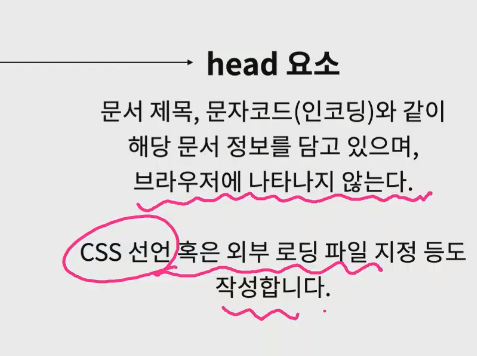 head 요소
문서 제목, 문자코드(인코딩)와 같이
해당 문서 정보를 담고 있으며,
브라우저에 나타나지 않는다.
CSS 선언 혹은 외부 로딩 파일 지정 등도
작성합니다.